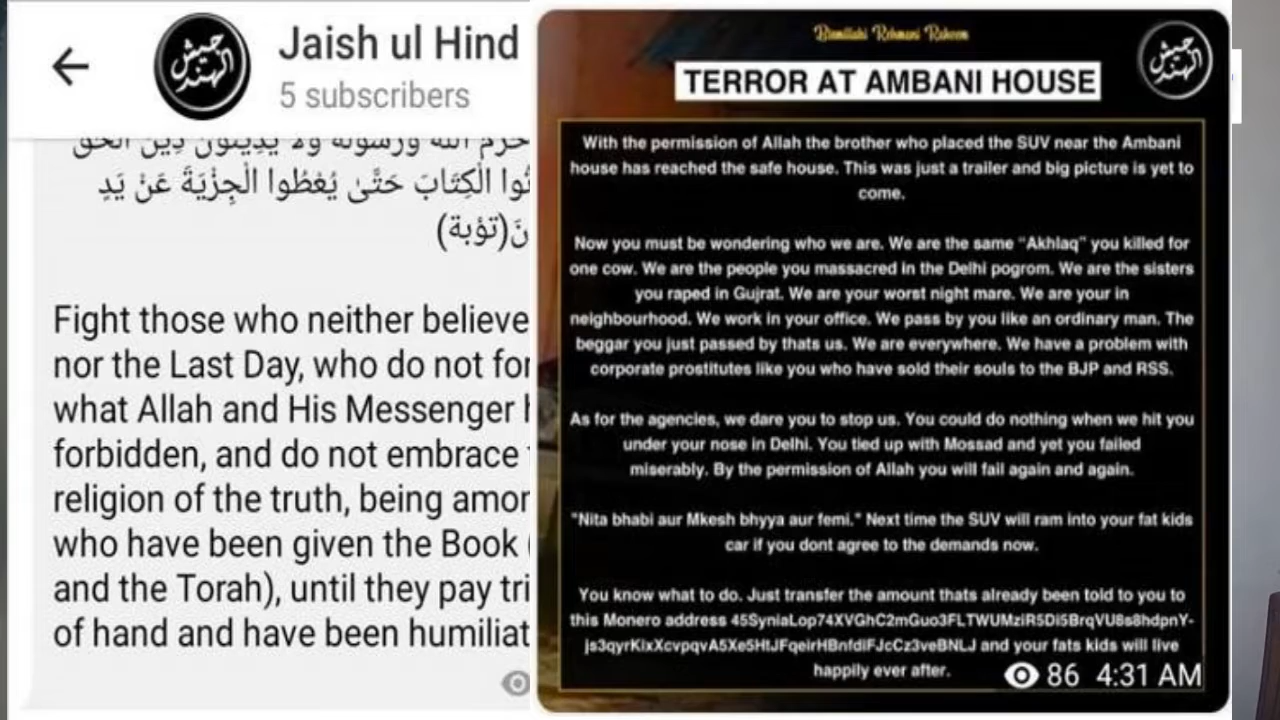 جيش الهند
Jaish ul Hind
5 subscribers
حرم الله ورسوله ولا يدينون دين الحق
الْكِتَابَ حَتَّىٰ يُعْطُوا الْجِزْيَةَ عَنْ يَدٍ
نَ(تؤبة)
Fight those who neither believe
nor the Last Day, who do not for
what Allah and His Messenger h
forbidden, and do not embrace
religion of the truth, being amor
who have been given the Book (
and the Torah), until they pay tri
of hand and have been humiliat
Bismillahi Rehmani Raheem
جيش الهند
TERROR AT AMBANI HOUSE
With the permission of Allah the brother who placed the SUV near the Ambani
house has reached the safe house. This was just a trailer and big picture is yet to
come.
Now you must be wondering who we are. We are the same "Akhlaq" you killed for
one cow. We are the people you massacred in the Delhi pogrom. We are the sisters
you raped in Gujrat. We are your worst night mare. We are your in
neighbourhood. We work in your office. We pass by you like an ordinary man. The
beggar you just passed by thats us. We are everywhere. We have a problem with
corporate prostitutes like you who have sold their souls to the BJP and RSS.
As for the agencies, we dare you to stop us. You could do nothing when we hit you
under your nose in Delhi. You tied up with Mossad and yet you failed
miserably. By the permission of Allah you will fail again and again.
"Nita bhabi aur Mkesh bhyya aur femi." Next time the SUV will ram into your fat kids
car if you dont agree to the demands now.
You know what to do. Just transfer the amount thats already been told to you to
this Monero address
and your fats kids will live
happily ever after.
86 4:31 AM